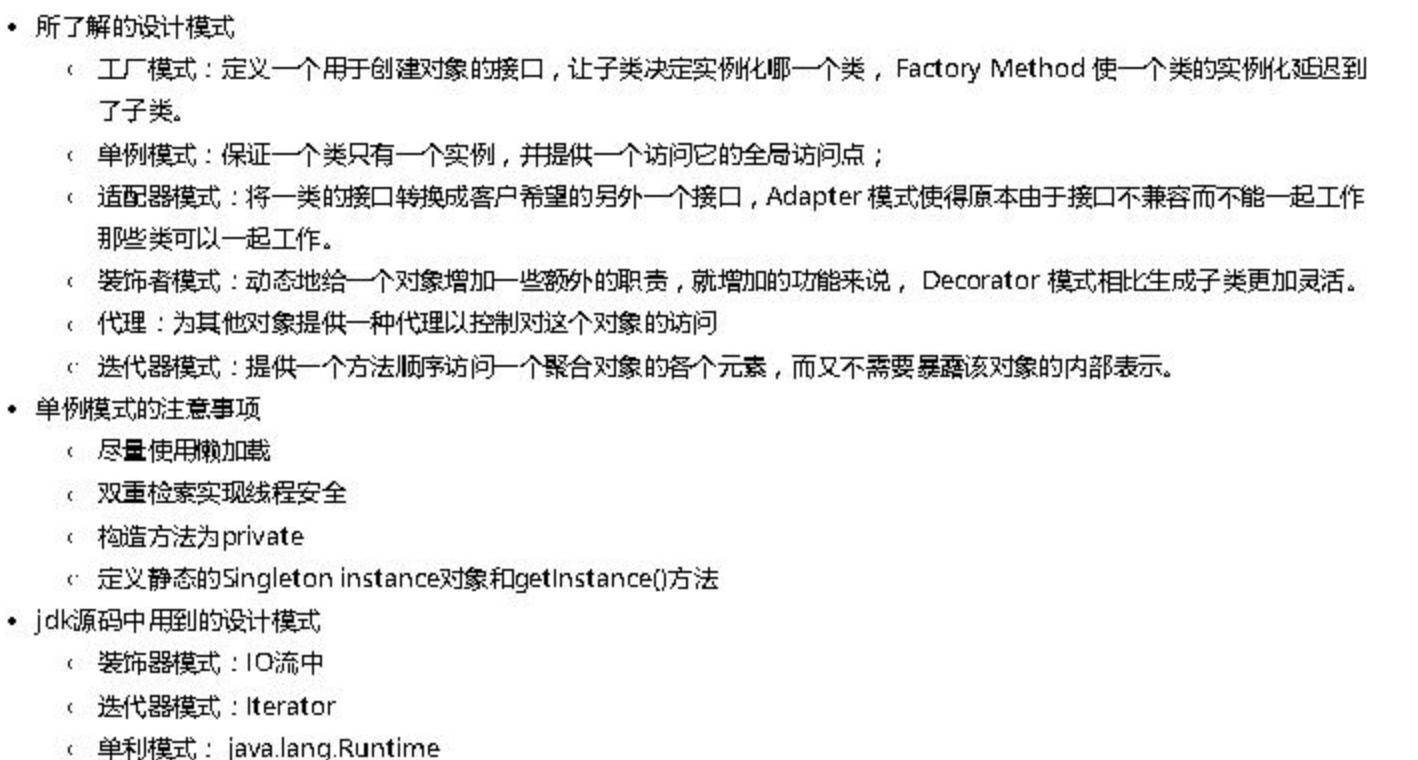 • 所了解的设计模式
工厂模式：定义一个用于创建对象的接口，让子类决定实例化哪一个类， Factory Method 使一个类的实例化延迟到
了子类。
单例模式：保证一个类只有一个实例，并提供一个访问它的全局访问点；
适配器模式：将一类的接口转换成客户希望的另外一个接口，Adapter 模式使得原本由于接口不兼容而不能一起工作
那些类可以一起工作。
装饰者模式：动态地给一个对象增加一些额外的职责，就增加的功能来说， Decorator 模式相比生成子类更加灵活。
代理：为其他对象提供一种代理以控制对这个对象的访问
迭代器模式：提供一个方法顺序访问一个聚合对象的各个元素，而又不需要暴露该对象的内部表示。
• 单例模式的注意事项
尽量使用懒加载
双重检索实现线程安全
构造方法为private
定义静态的Singleton instance对象和getInstance()方法
• jdk源码中用到的设计模式
装饰器模式：IO流中
迭代器模式：Iterator
单利模式： java.lang.Runtime